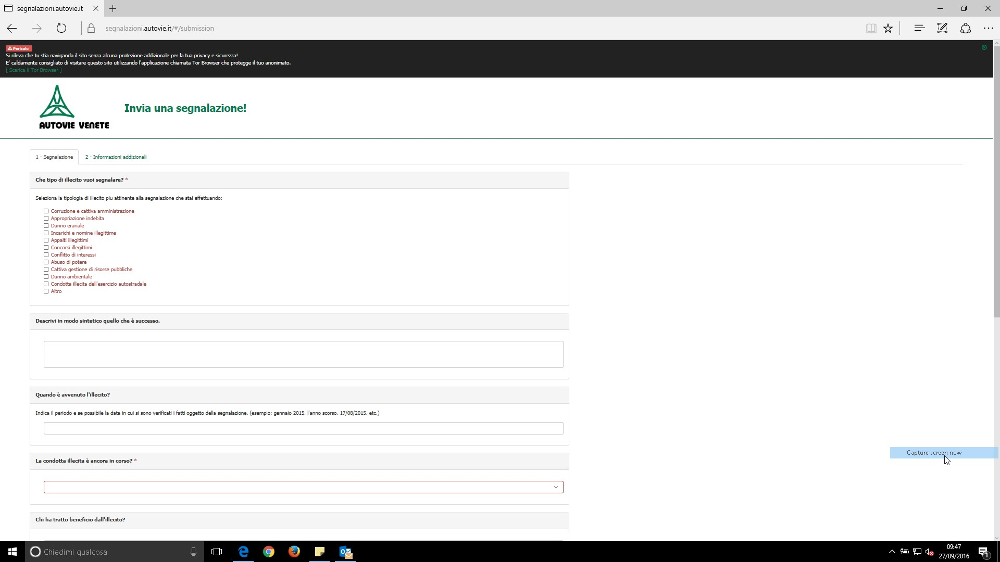 segnalazioni.autovie.it
segnalazioni.autovie.it/#/submission
Pericolo
Si rileva che tu stia navigando il sito senza alcuna protezione addizionale per la tua privacy e sicurezza!
E' caldamente consigliato di visitare questo sito utilizzando l'applicazione chiamata Tor Browser che protegge il tuo anonimato.
[ Scarica il Tor Browser ]
AUTOVIE VENETE
Invia una segnalazione!
1 - Segnalazione
2 - Informazioni addizionali
Che tipo di illecito vuoi segnalare? *
Seleziona la tipologia di illecito piu attinente alla segnalazione che stai effettuando:
Corruzione e cattiva amministrazione
Appropriazione indebita
Danno erariale
Incarichi e nomine illegittime
Appalti illegittimi
Concorsi illegittimi
Conflitto di interessi
Abuso di potere
Cattiva gestione di risorse pubbliche
Danno ambientale
Condotta illecita dell'esercizio autostradale
Altro
Descrivi in modo sintetico quello che è successo.
Quando è avvenuto l'illecito?
Indica il periodo e se possibile la data in cui si sono verificati i fatti oggetto della segnalazione. (esempio: gennaio 2015, l'anno scorso, 17/08/2015, etc.)
Capture screen now
La condotta illecita è ancora in corso? *
Chi ha tratto beneficio dall'illecito?
Chiedimi qualcosa
09:47
27/09/2016
1